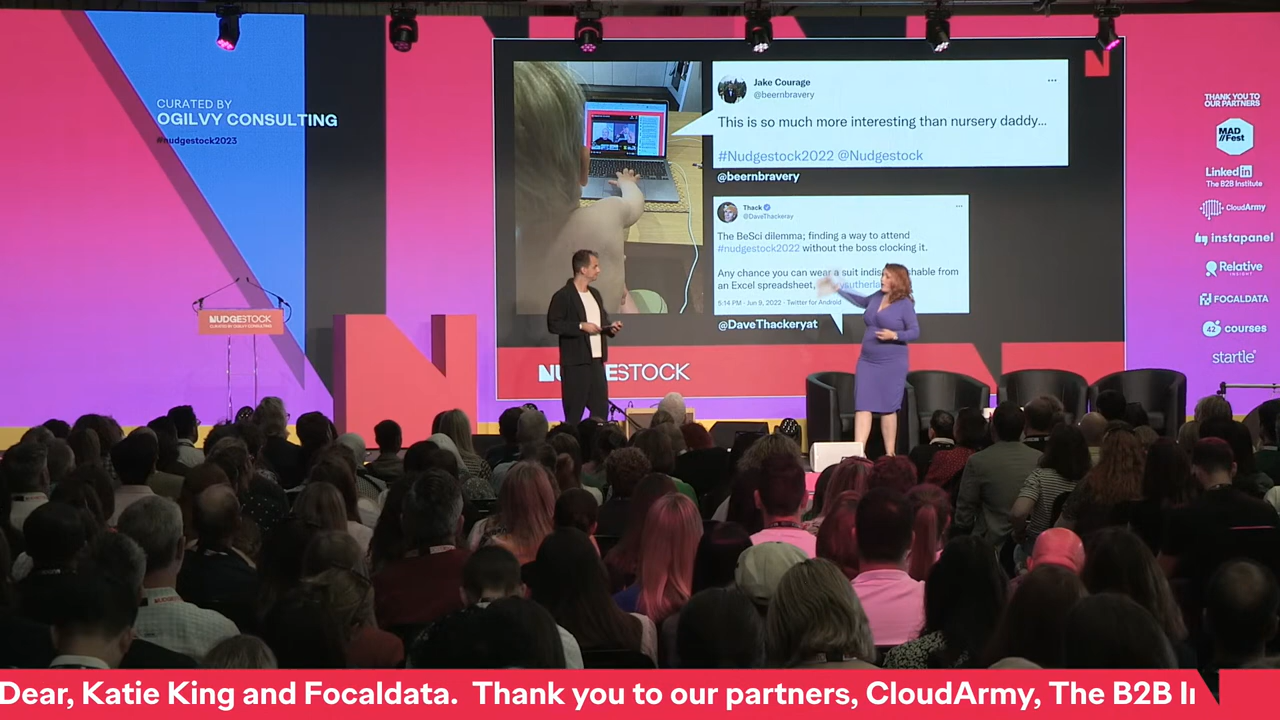 CURATED BY
OGILVY CONSULTING
#nudgestock2023
NUDGESTOCK
CURATED BY OGILVY CONSULTING
Jake Courage
@beernbravery
This is so much more interesting than nursery daddy...
#Nudgestock2022 @Nudgestock
@beernbravery
Thack
@DaveThackeray
The BeSci dilemma; finding a way to attend
#nudgestock2022 without the boss clocking it.
Any chance you can wear a suit
an Excel spreadsheet,
5:14 PM · Jun 9, 2022 · Twitter for Android
@DaveThackeryat
THANK YOU TO
OUR PARTNERS
MAD
//Fest
LinkedIn
The B2B Institute
CloudArmy
instapanel
Relative
INSIGHT
FOCALDATA
42 courses
startle
Dear, Katie King and Focaldata. Thank you to our partners, CloudArmy, The B2B